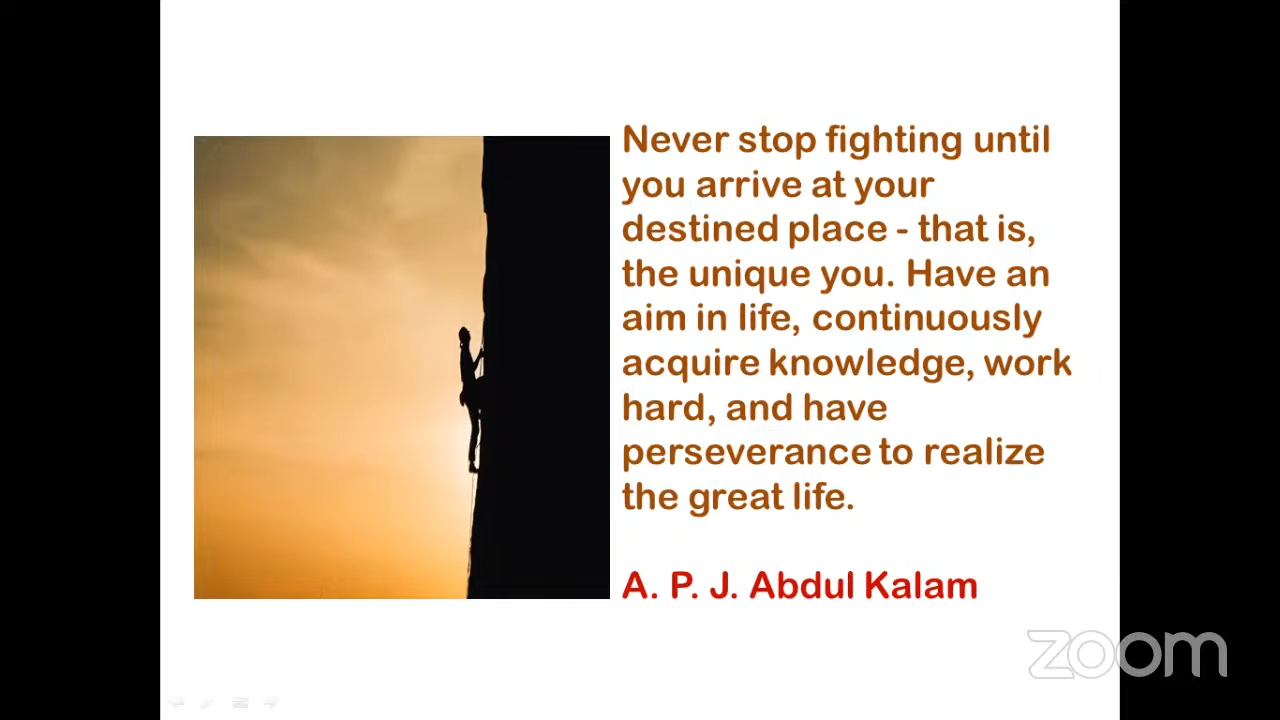 Never stop fighting until
you arrive at your
destined place - that is,
the unique you. Have an
aim in life, continuously
acquire knowledge, work
hard, and have
perseverance to realize
the great life.
A. P. J. Abdul Kalam
zoom